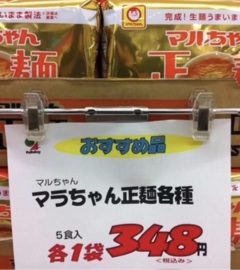 いまい製法!
完成!生麺うまいま
ちゃん
マルちゃん
麺
正
おすすめ品
マルちゃん
マラちゃん正麺各種
5食入
各1袋348円
<税込み>